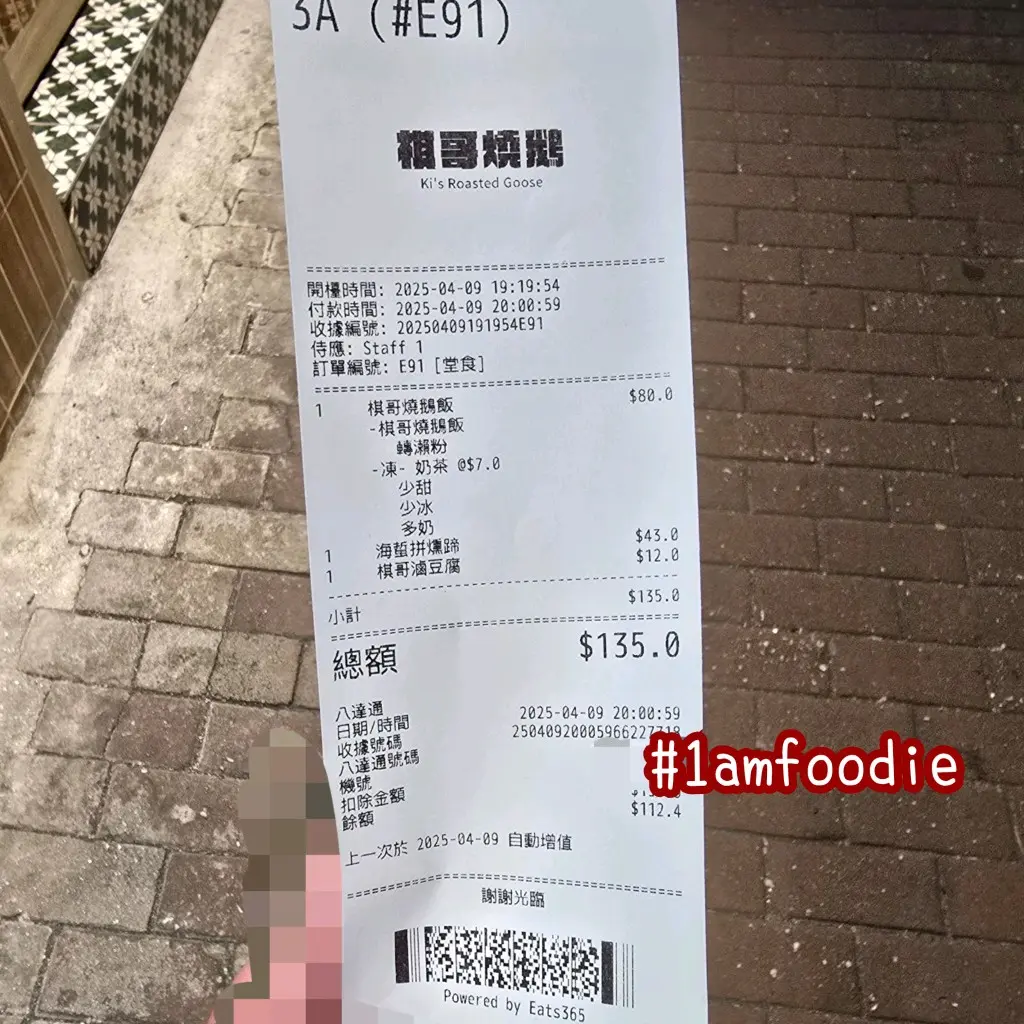 3A (#E91)
棋哥燒鵝
Ki's Roasted Goose
開檯時間: 2025-04-09 19:19:54
付款時間: 2025-04-09 20:00:59
收據編號: 20250409191954E91
侍應: Staff 1
訂單編號: E91 [堂食]
1 棋哥燒鵝飯 $80.0
-棋哥燒鵝飯
轉瀨粉
-凍- 奶茶 @$7.0
少甜
少冰
多奶
1 海蜇拼燻蹄 $43.0
1 棋哥滷豆腐 $12.0
小計 $135.0
總額 $135.0
八達通
日期/時間 2025-04-09 20:00:59
收據號碼
八達通號碼
機號
扣除金額
餘額 $112.4
上一次於 2025-04-09 自動增值
謝謝光臨
Powered by Eats365
#1amfoodie